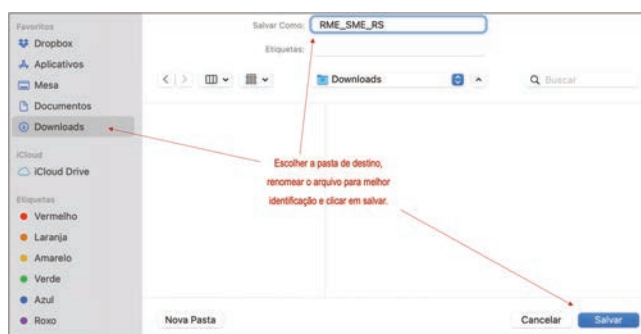 Favoritos
Dropbox
Aplicativos
Mesa
Documentos
Downloads
iCloud
iCloud Drive
Etiquetas
Vermelho
Laranja
Amarelo
Verde
Azul
Roxo
Salvar Como: RME_SME_RS
Etiquetas:
Downloads
Buscar
Escolher a pasta de destino,
renomear o arquivo para melhor
identificação e clicar em salvar.
Nova Pasta
Cancelar
Salvar